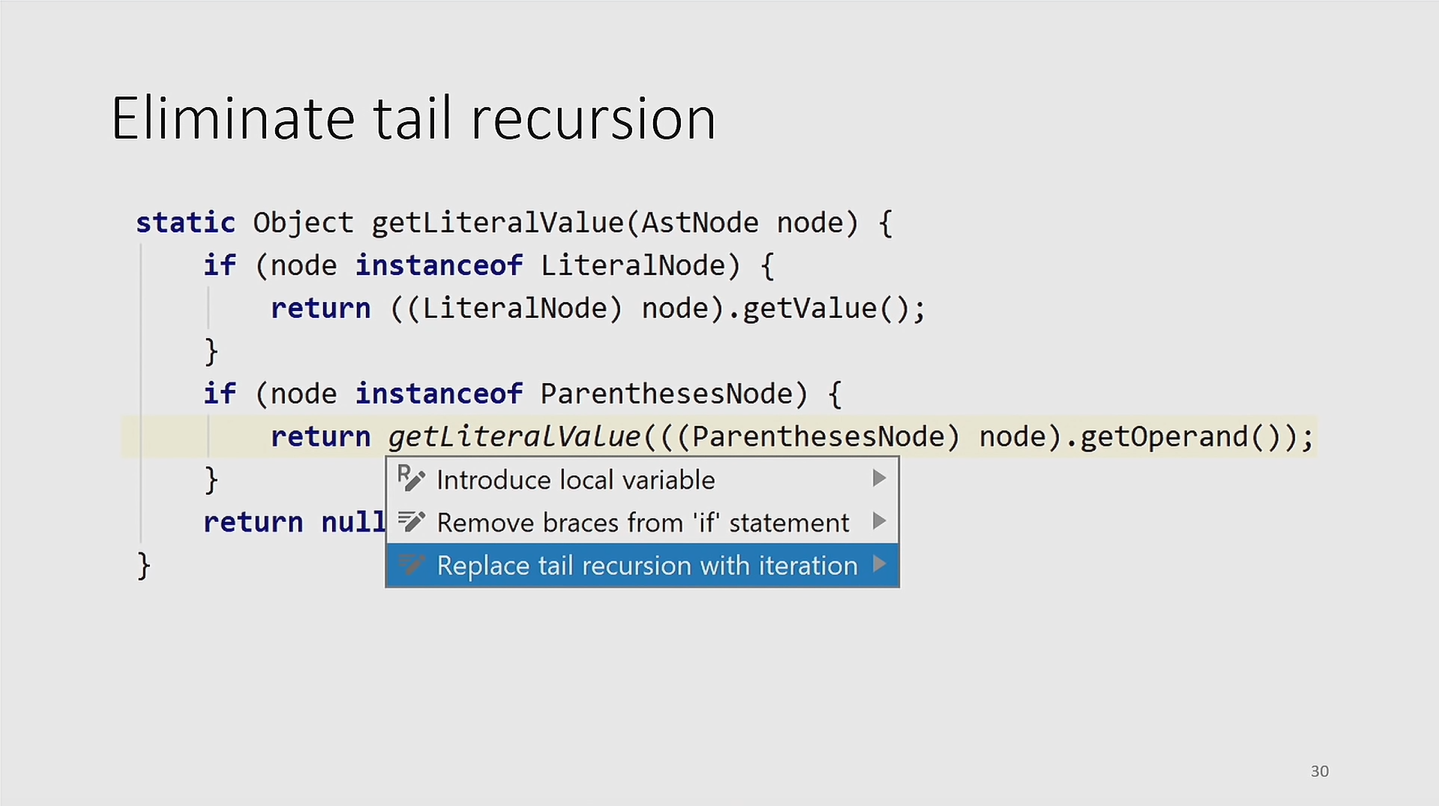 Eliminate tail recursion
static Object getLiteralValue(AstNode node) {
if (node instanceof LiteralNode) {
return ((LiteralNode) node).getValue();
}
if (node instanceof ParenthesesNode) {
return getLiteralValue(((ParenthesesNode) node).getOperand());
}
Introduce local variable
Remove braces from 'if' statement
return null
Replace tail recursion with iteration
}
30